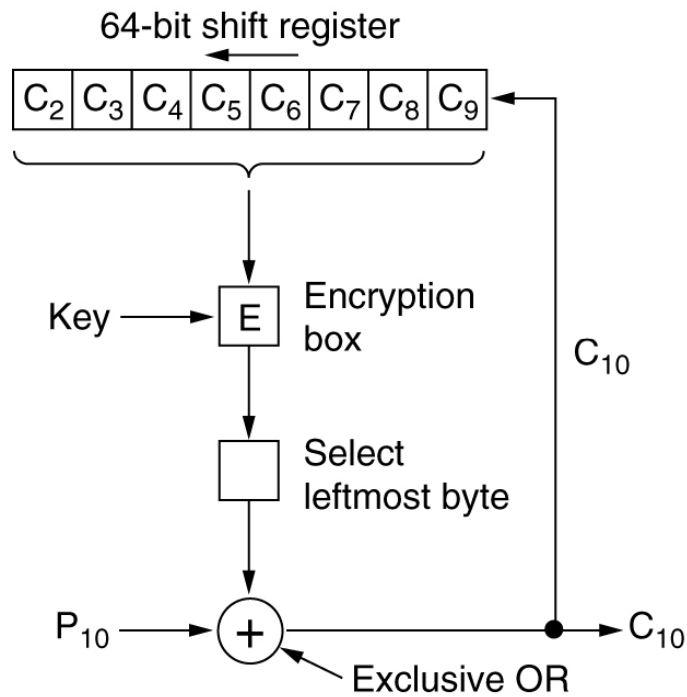 64-bit shift register
C₂ C₃ C₄ C₅ C₆ C₇ C₈ C₉
Key
E
Encryption
box
C₁₀
Select
leftmost byte
P₁₀
+
C₁₀
Exclusive OR